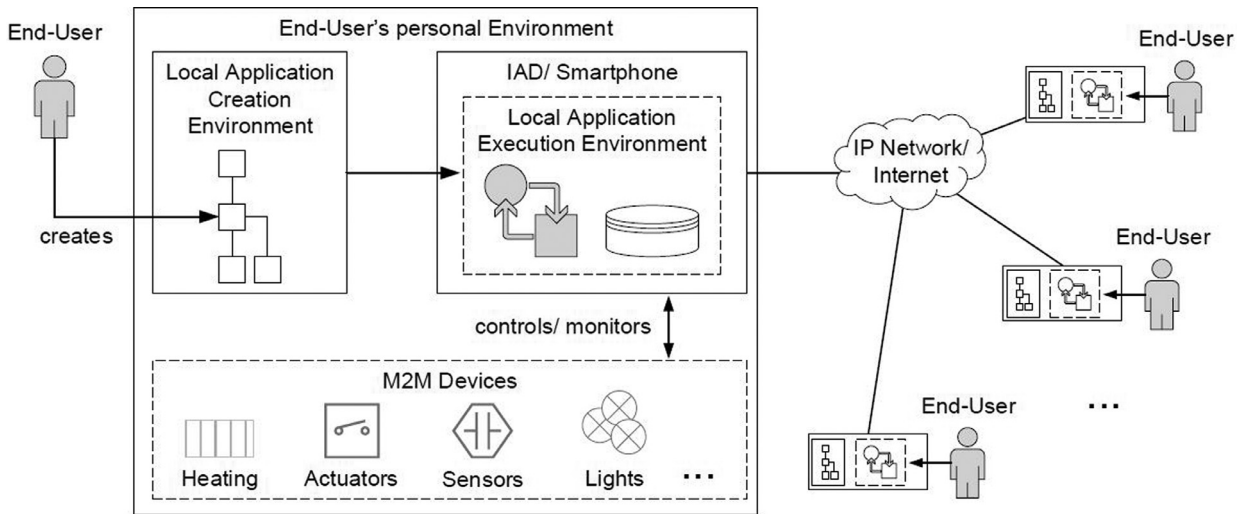 End-User
End-User's personal Environment
Local Application
Creation
Environment
IAD/ Smartphone
Local Application
Execution Environment
creates
controls/ monitors
M2M Devices
Heating
Actuators
Sensors
Lights
...
IP Network/
Internet
End-User
End-User
End-User
...